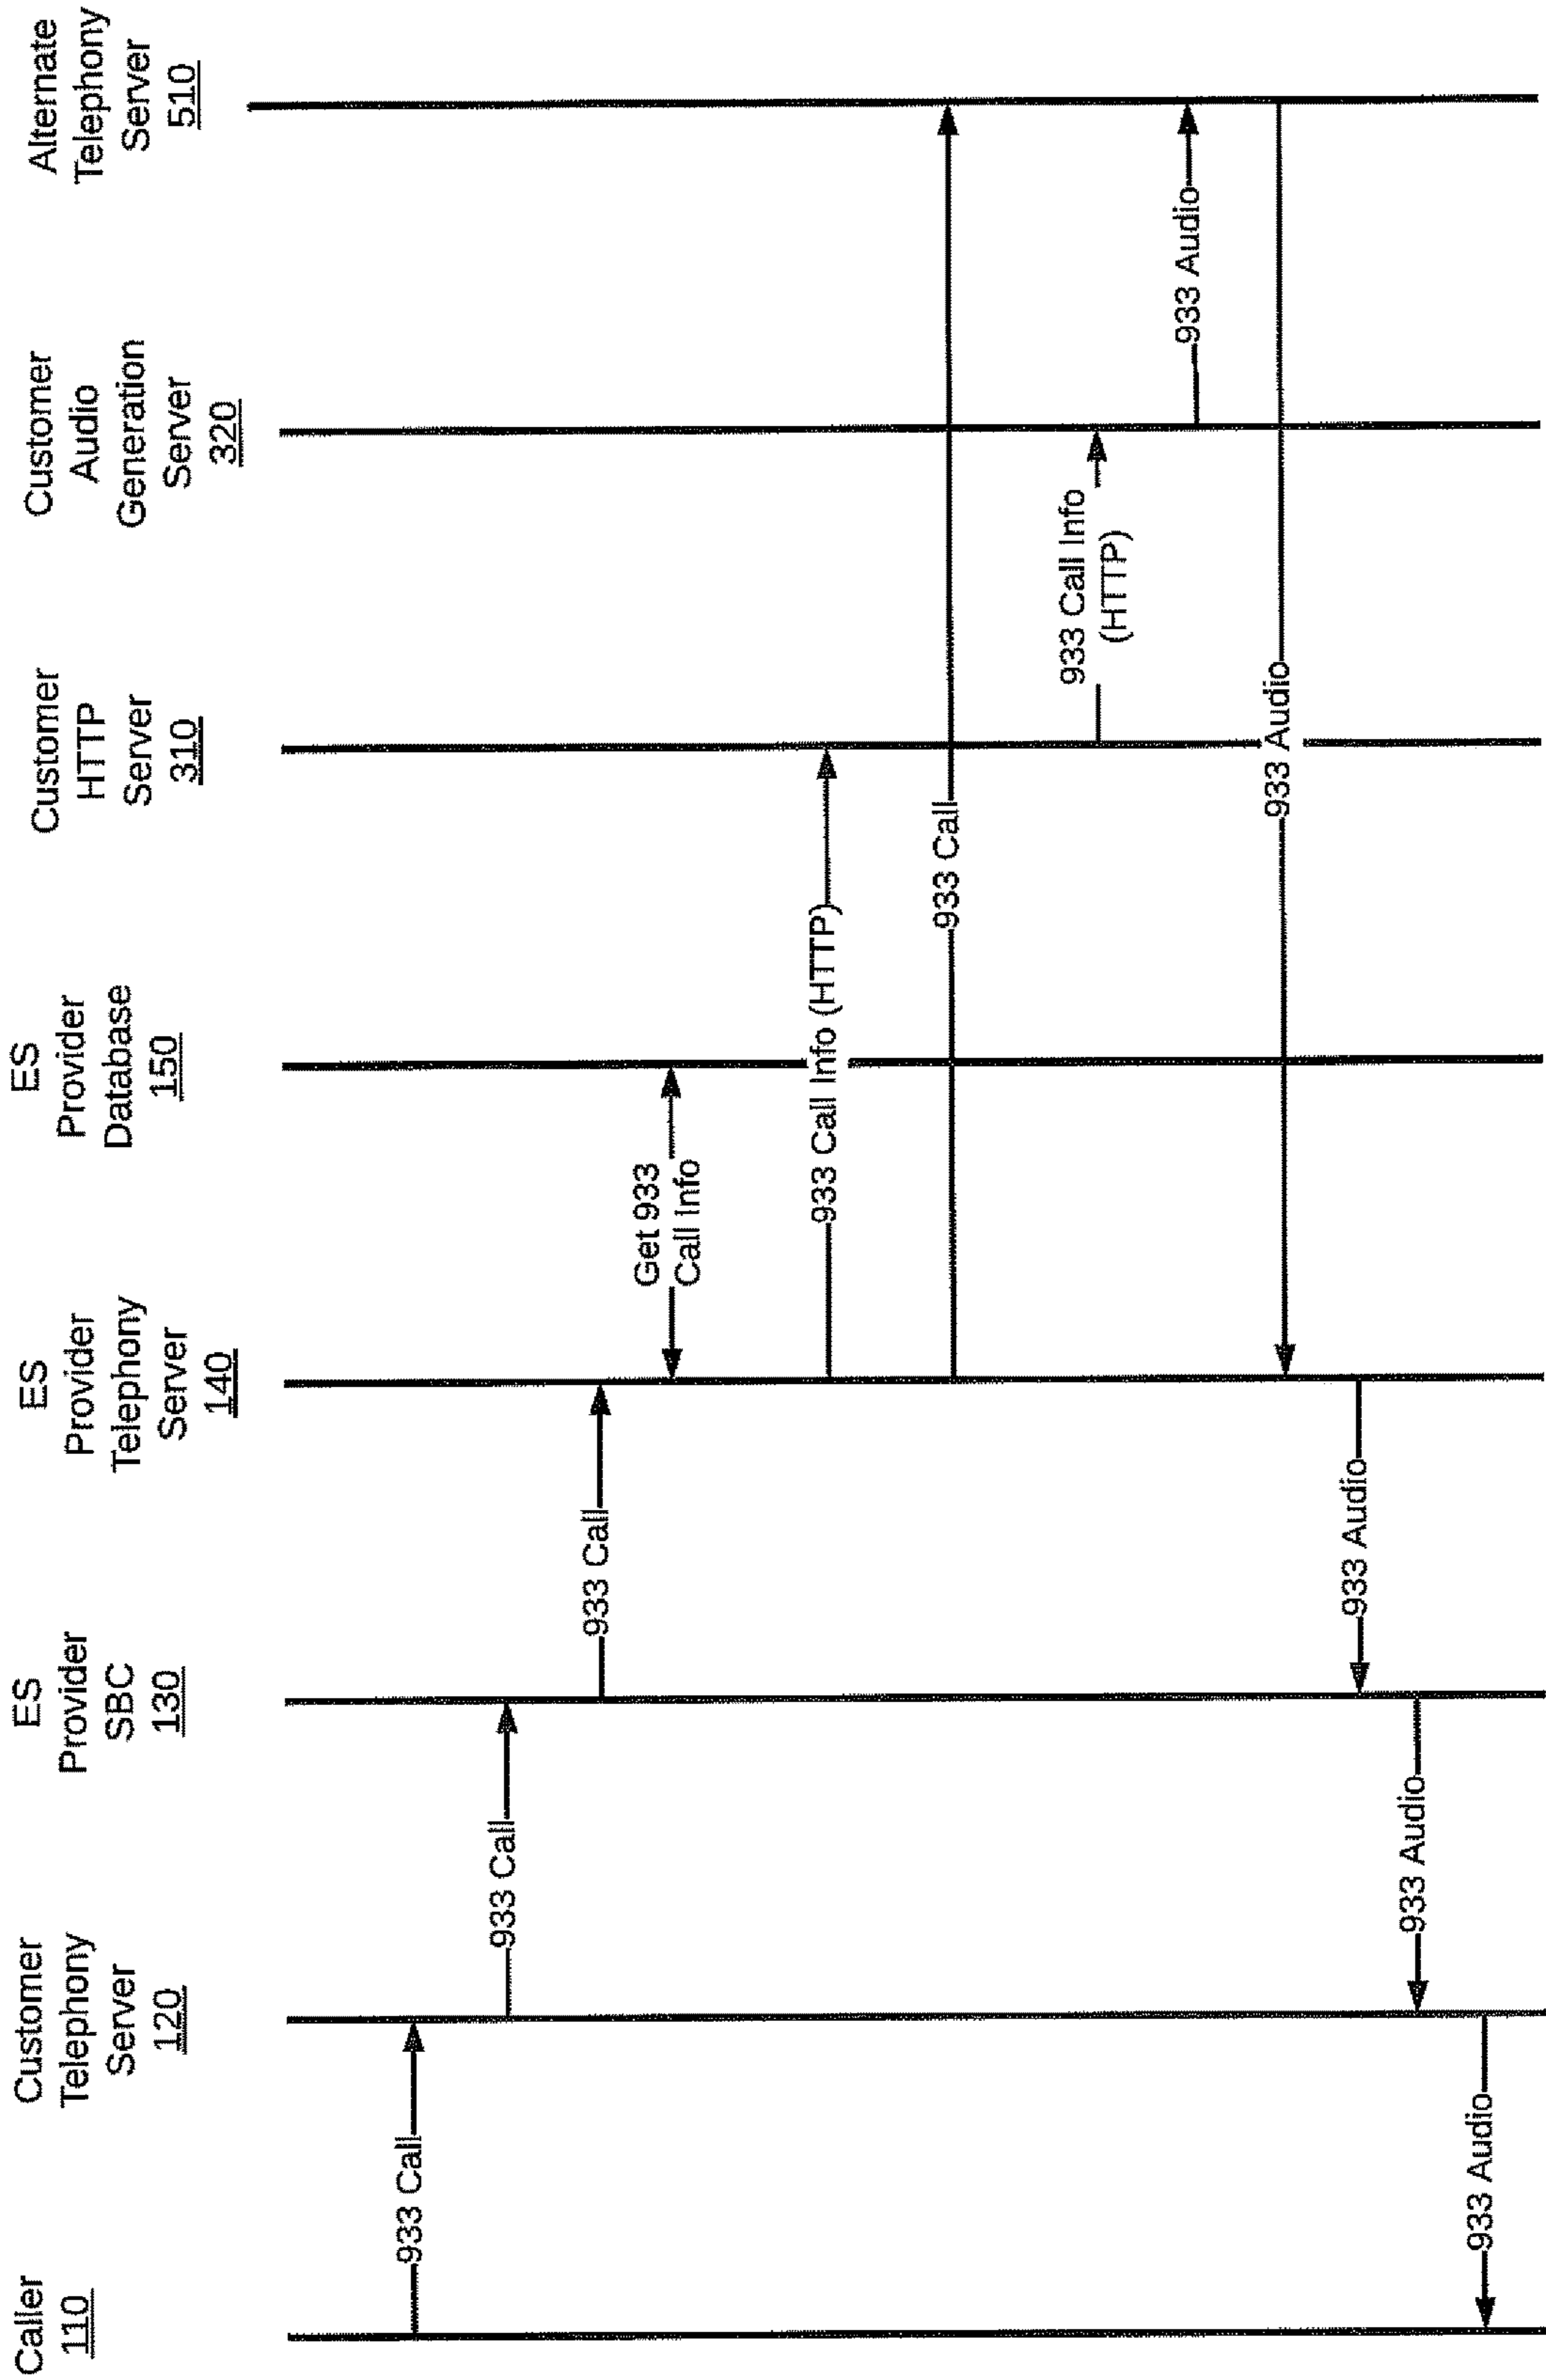 Caller
110
Customer
Telephony
Server
120
ES
Provider
SBC
130
ES
Provider
Telephony
Server
140
ES
Provider
Database
150
Customer
HTTP
Server
310
Customer
Audio
Generation
Server
320
Alternate
Telephony
Server
510
933 Call
933 Call
933 Call
Get 933
Call Info
933 Call Info (HTTP)
933 Call
933 Call Info
(HTTP)
933 Audio
933 Audio
933 Audio
933 Audio
933 Audio